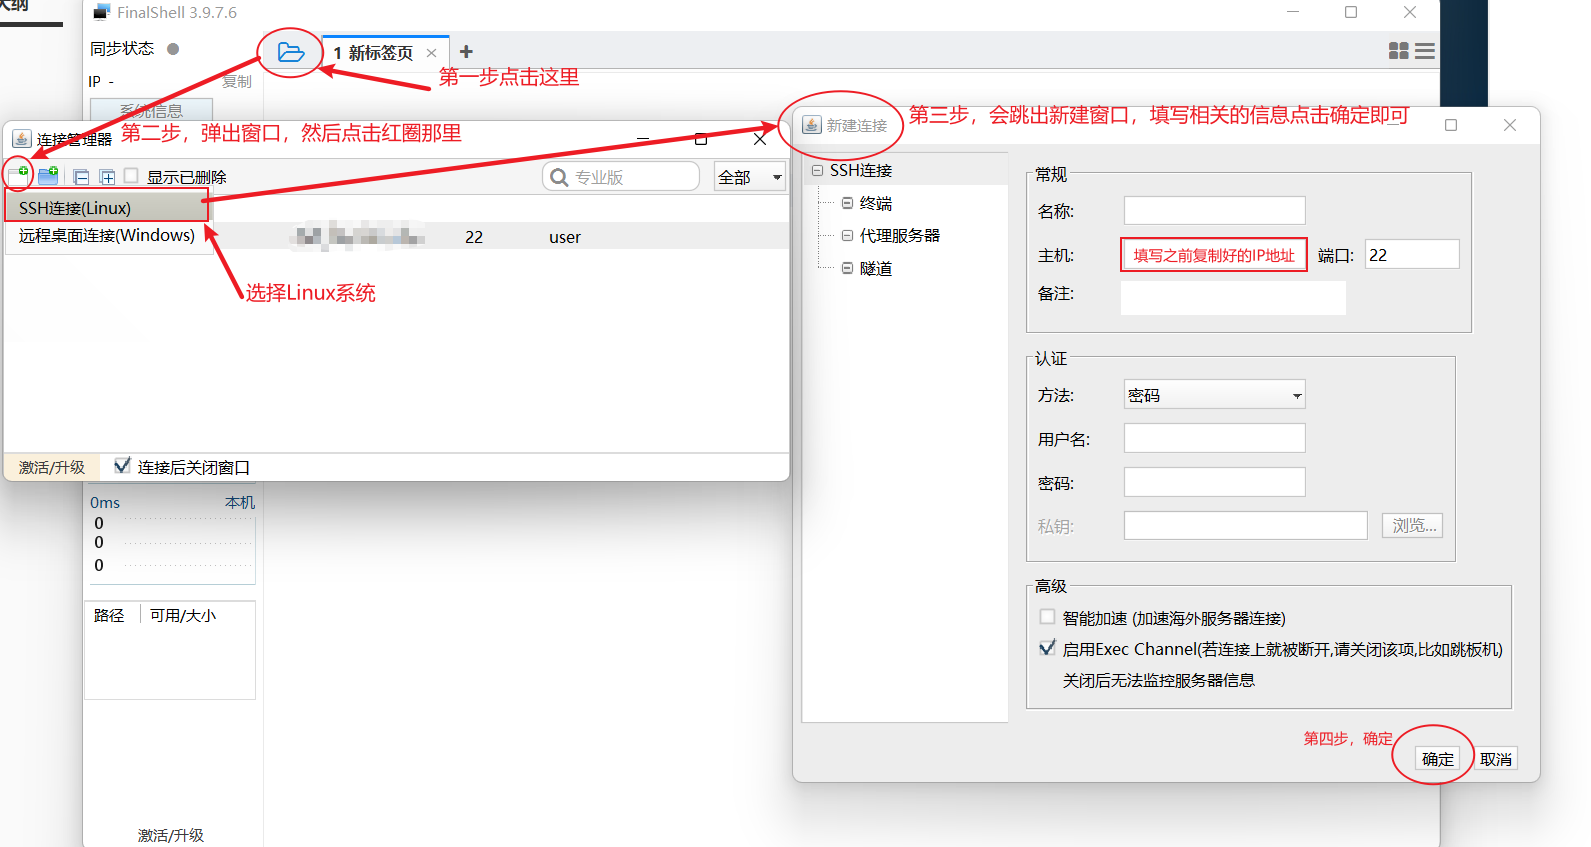 大纲
FinalShell 3.9.7.6
同步状态
1 新标签页
IP -
复制
第一步点击这里
系统信息
连接管理器
第二步，弹出窗口，然后点击红圈那里
显示已删除
专业版
全部
SSH连接(Linux)
远程桌面连接(Windows)
22
user
选择Linux系统
激活/升级
连接后关闭窗口
0ms
本机
0
0
0
路径
可用/大小
激活/升级
新建连接
第三步，会跳出新建窗口，填写相关的信息点击确定即可
SSH连接
终端
代理服务器
隧道
常规
名称:
主机:
填写之前复制好的IP地址
端口:
22
备注:
认证
方法:
密码
用户名:
密码:
私钥:
浏览...
高级
智能加速 (加速海外服务器连接)
启用Exec Channel(若连接上就被断开,请关闭该项,比如跳板机)
关闭后无法监控服务器信息
第四步，确定
确定
取消